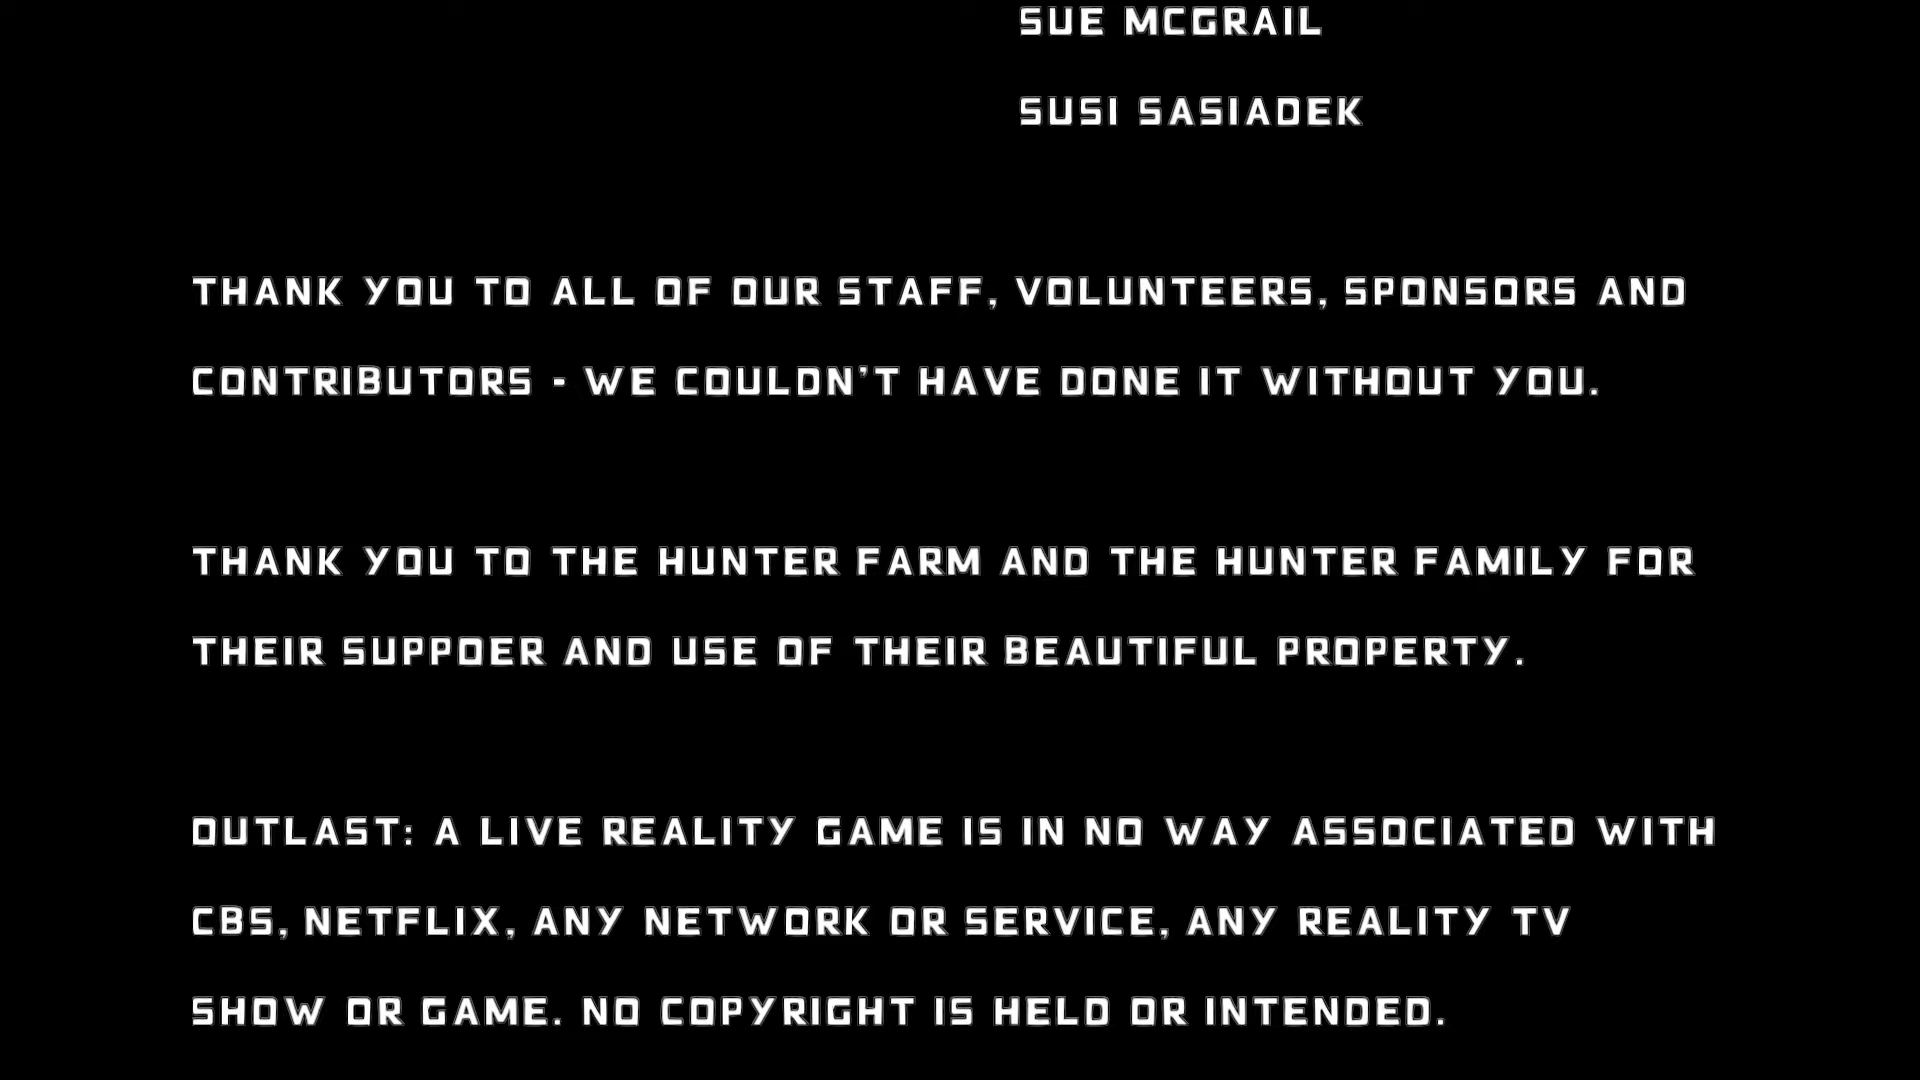 SUE MCGRAIL
SUSI SASIADEK
THANK YOU TO ALL OF OUR STAFF, VOLUNTEERS, SPONSORS AND
CONTRIBUTORS - WE COULDN'T HAVE DONE IT WITHOUT YOU.
THANK YOU TO THE HUNTER FARM AND THE HUNTER FAMILY FOR
THEIR SUPPOER AND USE OF THEIR BEAUTIFUL PROPERTY.
OUTLAST: A LIVE REALITY GAME IS IN NO WAY ASSOCIATED WITH
CBS, NETFLIX, ANY NETWORK OR SERVICE, ANY REALITY TV
SHOW OR GAME. NO COPYRIGHT IS HELD OR INTENDED.